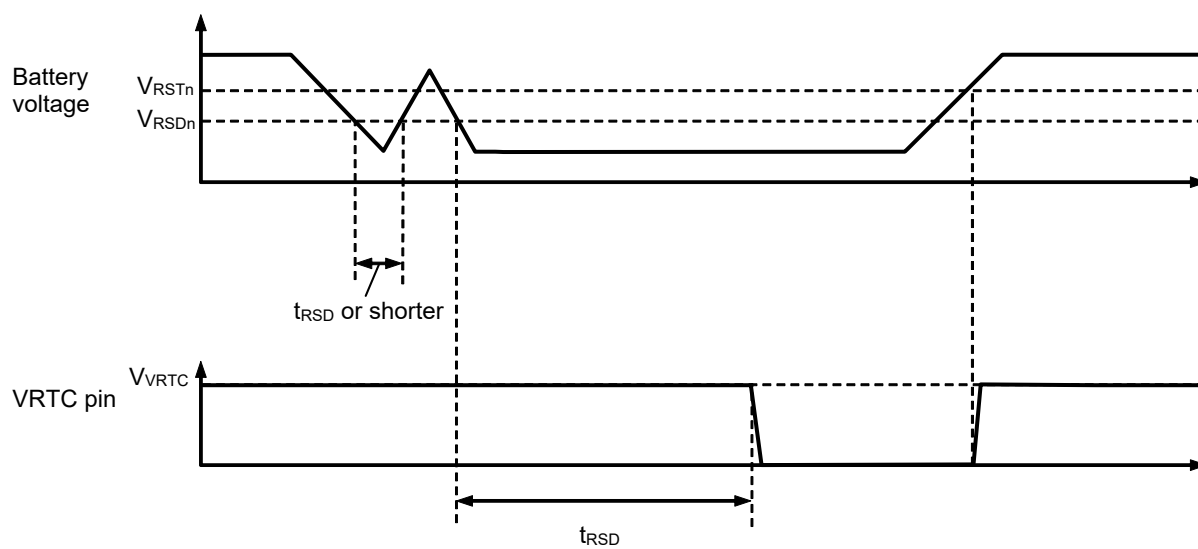 Battery
voltage
VRSTn
VRSDn
tRSD or shorter
VVRTC
VRTC pin
tRSD